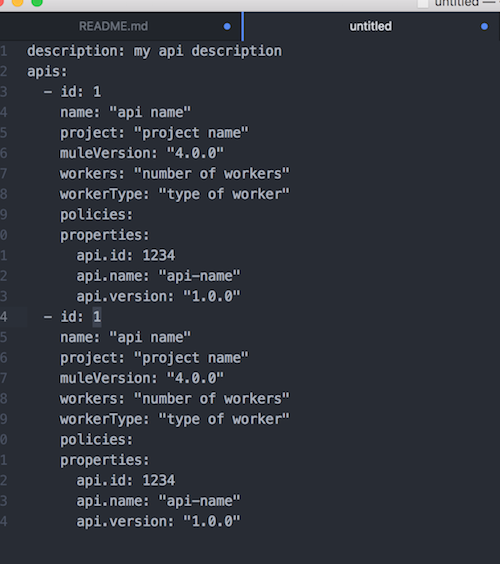 untitled —
README.md
untitled
1 description: my api description
2 apis:
3   - id: 1
4     name: "api name"
5     project: "project name"
6     muleVersion: "4.0.0"
7     workers: "number of workers"
8     workerType: "type of worker"
9     policies:
0     properties:
1       api.id: 1234
2       api.name: "api-name"
3       api.version: "1.0.0"
4   - id: 1
5     name: "api name"
6     project: "project name"
7     muleVersion: "4.0.0"
8     workers: "number of workers"
9     workerType: "type of worker"
0     policies:
1     properties:
2       api.id: 1234
3       api.name: "api-name"
4       api.version: "1.0.0"